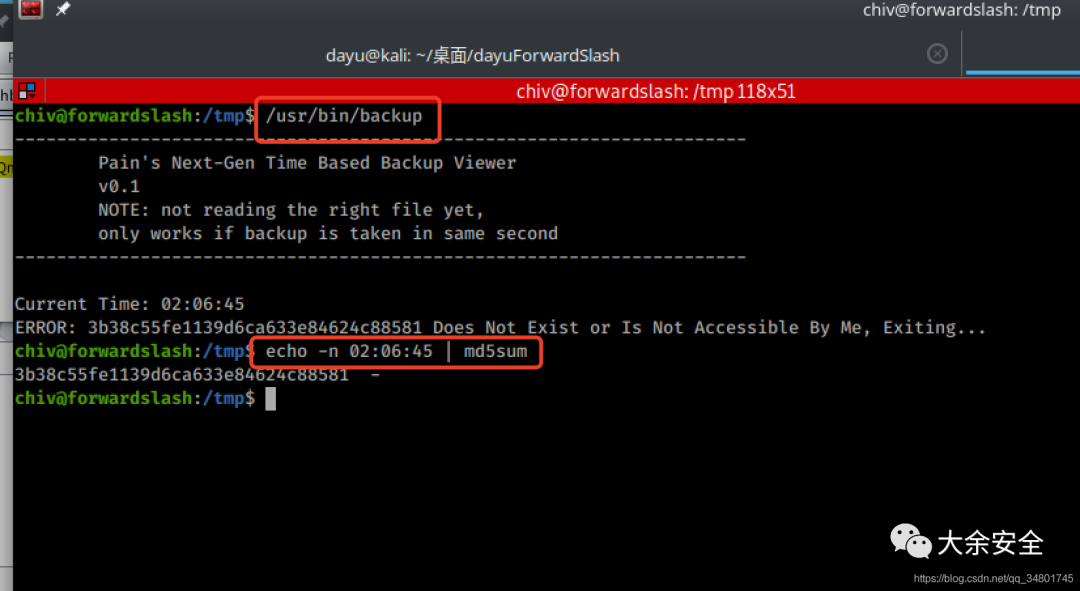 chiv@forwardslash: /tmp
dayu@kali: ~/桌面/dayuForwardSlash
chiv@forwardslash: /tmp 118x51
chiv@forwardslash:/tmp$ /usr/bin/backup
----------------------------------------------------------------------
Pain's Next-Gen Time Based Backup Viewer
v0.1
NOTE: not reading the right file yet,
only works if backup is taken in same second
----------------------------------------------------------------------
Current Time: 02:06:45
ERROR: 3b38c55fe1139d6ca633e84624c88581 Does Not Exist or Is Not Accessible By Me, Exiting...
chiv@forwardslash:/tmp$ echo -n 02:06:45 | md5sum
3b38c55fe1139d6ca633e84624c88581  -
chiv@forwardslash:/tmp$
大余安全
https://blog.csdn.net/qq_34801745